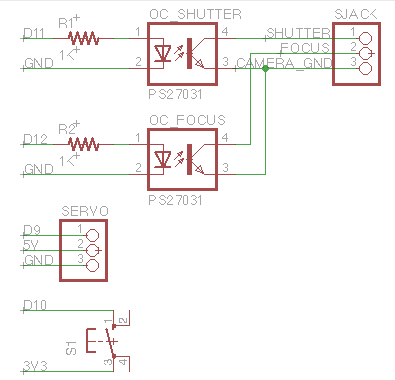 R1
OC_SHUTTER
SJACK
D11
1
4
SHUTTER
1
1K
FOCUS
2
GND
2
3
CAMERA_GND
3
PS27031
R2
OC_FOCUS
D12
1
4
1K
GND
2
3
PS27031
SERVO
D9
1
5V
2
GND
3
D10
1
2
S1
3
4
3V3